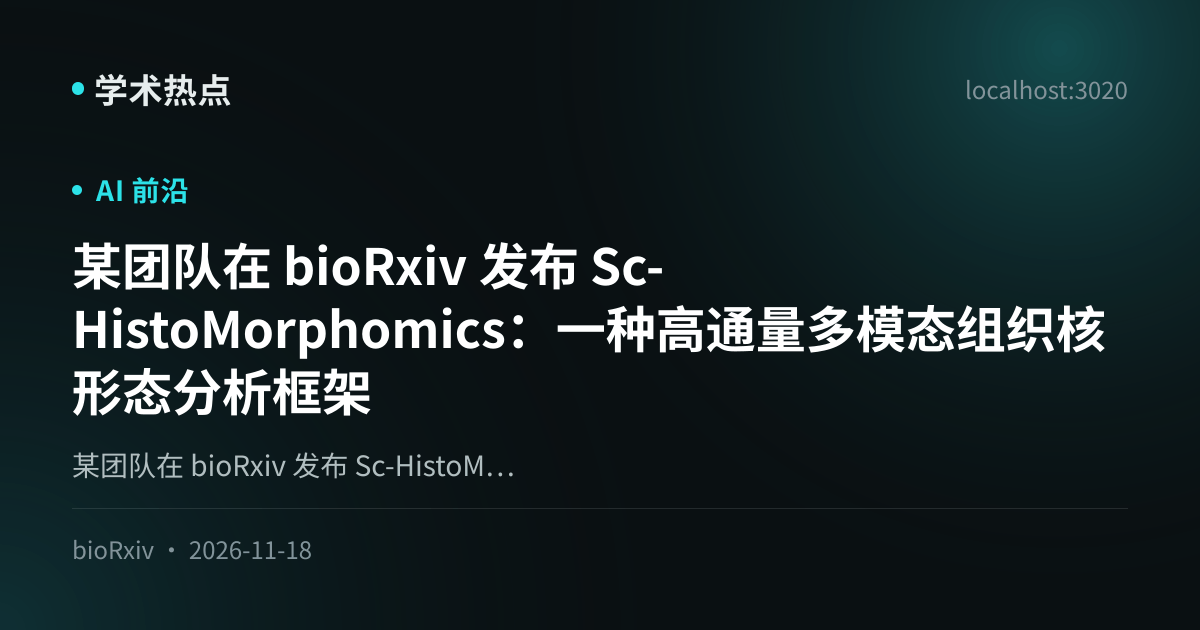 学术热点
localhost:3020
AI 前沿
某团队在 bioRxiv 发布 Sc-
HistoMorphomics：一种高通量多模态组织核
形态分析框架
某团队在 bioRxiv 发布 Sc-HistoM…
bioRxiv • 2026-11-18